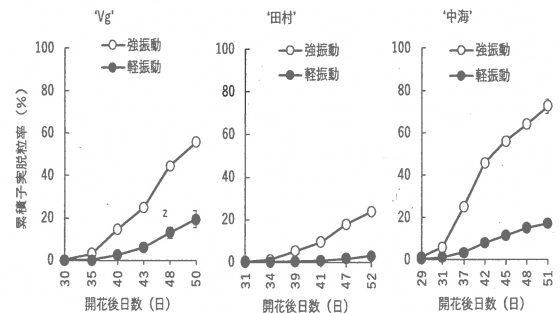 'Vg'
'田村'
'中海'
累積子実脱粒率（%）
100
80
60
40
20
0
強振動
軽振動
z
30
35
40
43
48
50
開花後日数（日）
100
80
60
40
20
0
強振動
軽振動
31
34
39
41
47
52
開花後日数（日）
100
80
60
40
20
0
強振動
軽振動
29
31
37
42
45
48
51
開花後日数（日）